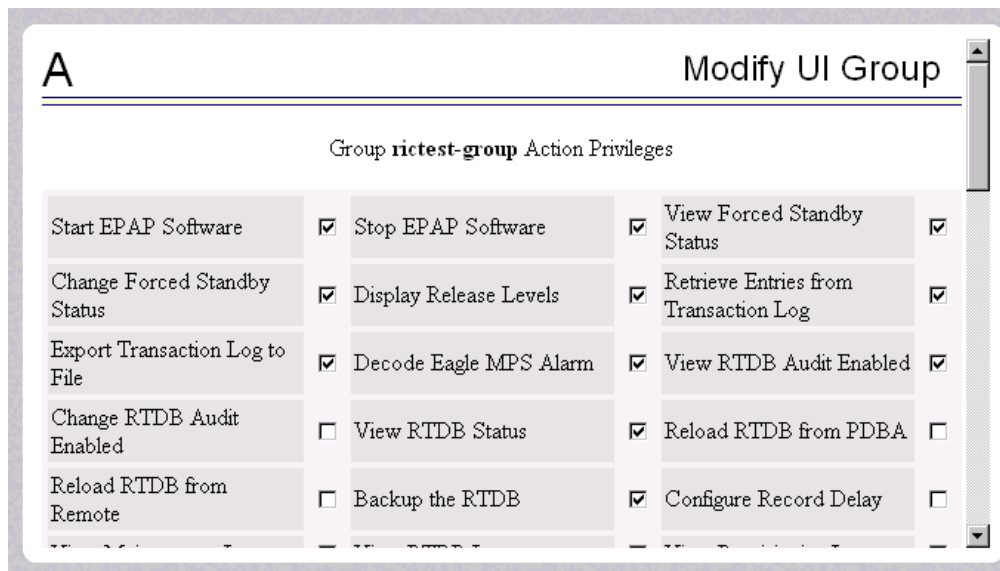 A
Modify UI Group
Group rictest-group Action Privileges
Start EPAP Software
Stop EPAP Software
View Forced Standby
Status
Change Forced Standby
Status
Display Release Levels
Retrieve Entries from
Transaction Log
Export Transaction Log to
File
Decode Eagle MPS Alarm
View RTDB Audit Enabled
Change RTDB Audit
Enabled
View RTDB Status
Reload RTDB from PDBA
Reload RTDB from
Remote
Backup the RTDB
Configure Record Delay